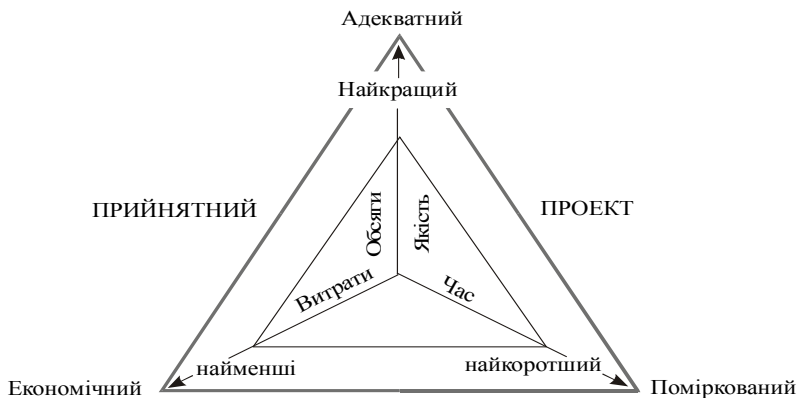 Адекватний
Найкращий
ПРИЙНЯТНИЙ
ПРОЕКТ
Обсяги
Якість
Витрати
Час
найменші
найкоротший
Економічний
Поміркований